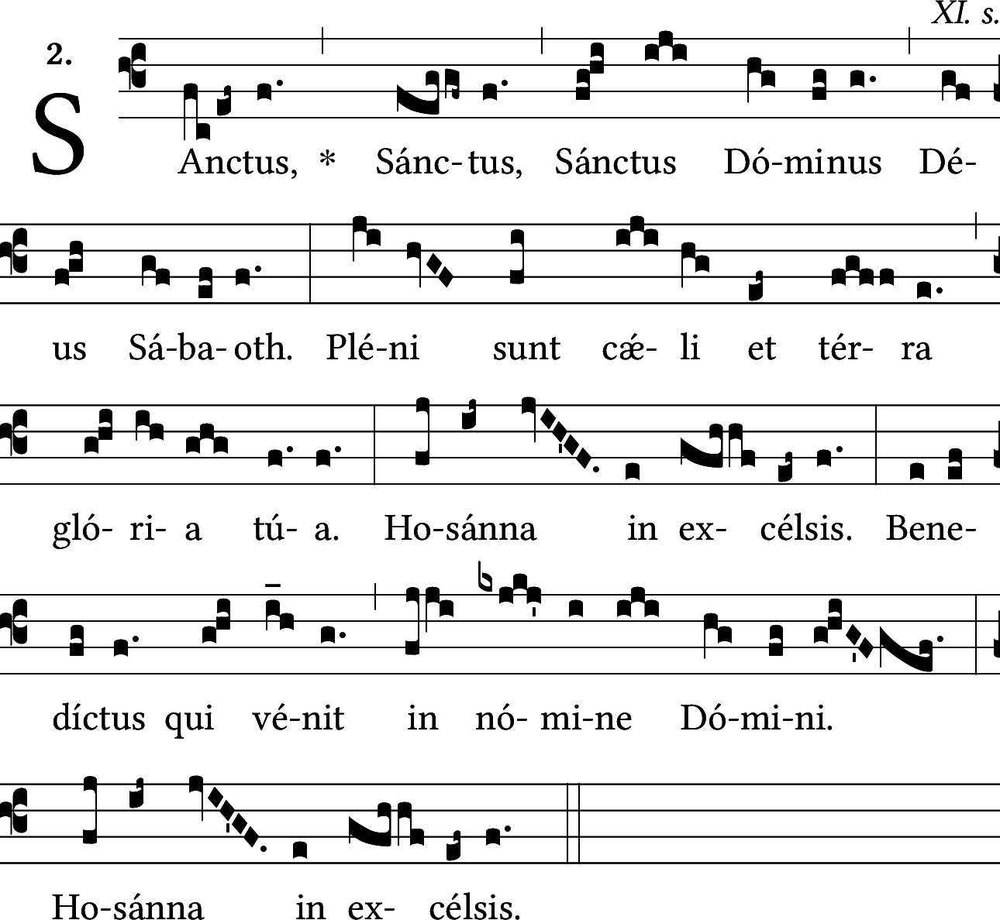 XI. s.
2.
SAnctus, * Sánc-tus, Sánctus Dó-minus Dé-
us Sá-ba-oth. Plé-ni sunt cǽ-li et tér-ra
gló-ri-a tú-a. Ho-sánna in ex-célsis. Bene-
díctus qui vé-nit in nó-mi-ne Dó-mi-ni.
Ho-sánna in ex-célsis.